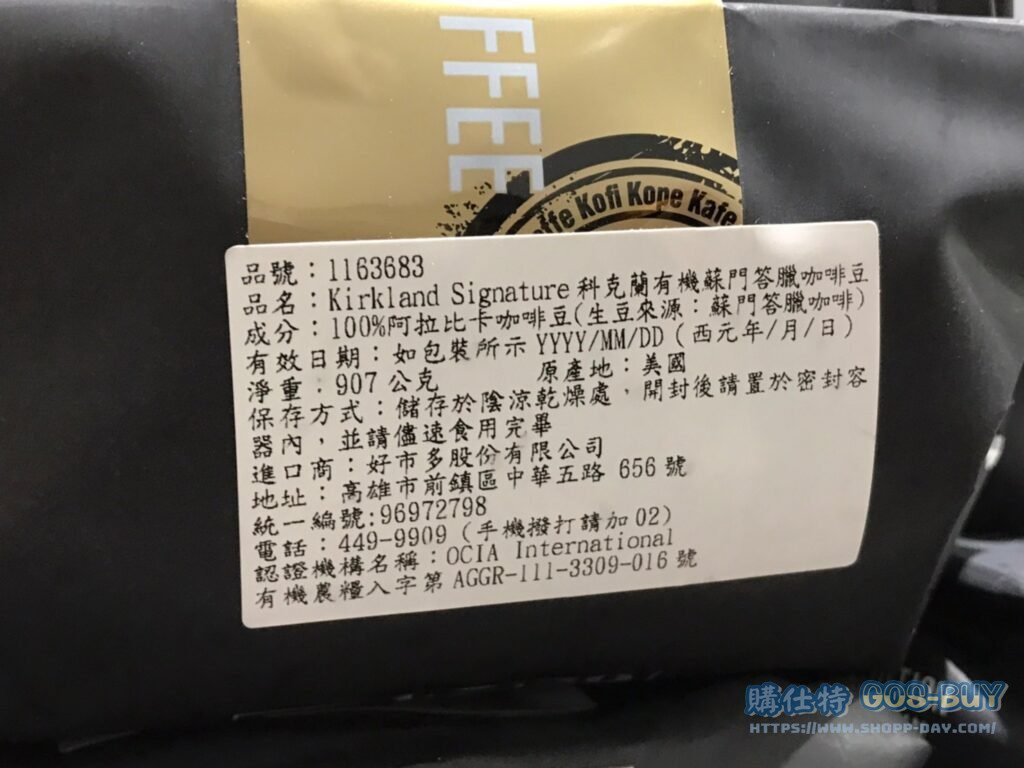 FFEE
affe Kofi Kope Kafe
品號：1163683
品名：Kirkland Signature 科克蘭有機蘇門答臘咖啡豆
成分：100%阿拉比卡咖啡豆(生豆來源：蘇門答臘咖啡)
有效日期：如包裝所示 YYYY/MM/DD (西元年/月/日)
淨重：907 公克 原產地：美國
保存方式：儲存於陰涼乾燥處，開封後請置於密封容
器內，並請儘速食用完畢
進口商：好市多股份有限公司
地址：高雄市前鎮區中華五路 656 號
統一編號:96972798
電話：449-9909 (手機撥打請加 02)
認證機構名稱：OCIA International
有機農糧入字第 AGGR-111-3309-016 號
購仕特 GOS-BUY
HTTPS://WWW.SHOPP-DAY.COM/